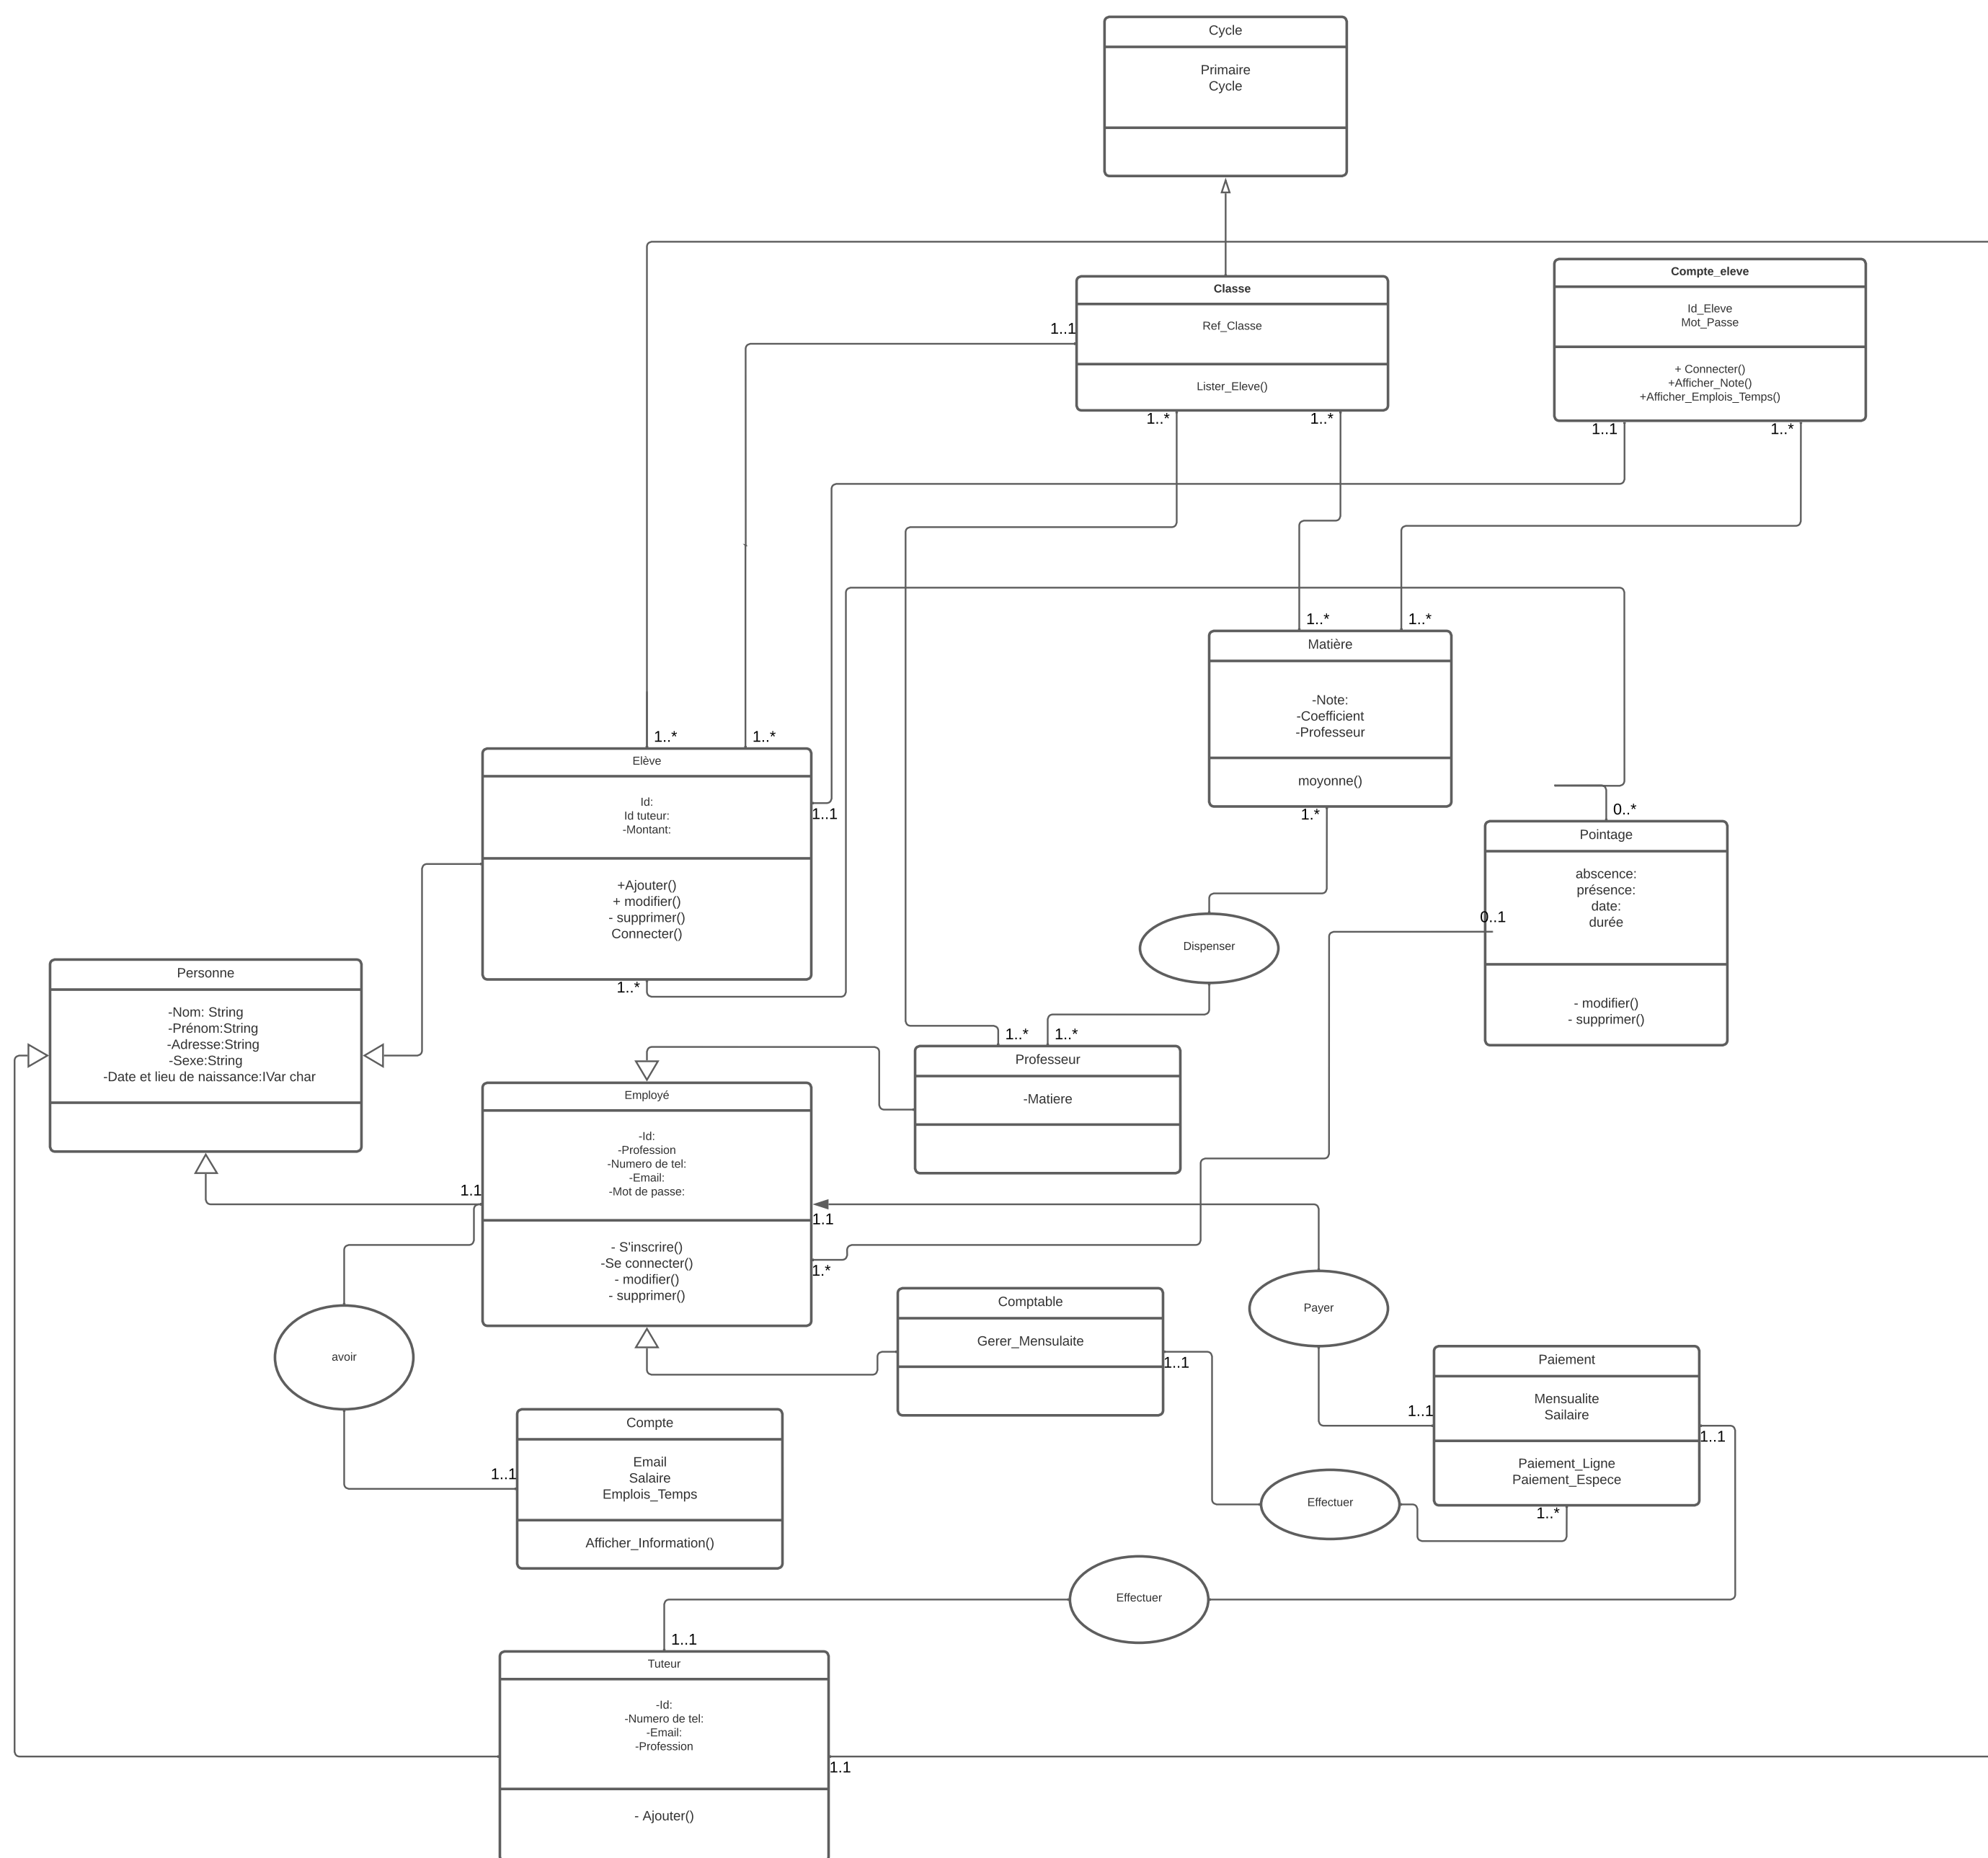 Cycle
Primaire
Cycle
Classe
Ref_Classe
Lister_Eleve()
1..1
1..*
1..*
Compte_eleve
Id_Eleve
Mot_Passe
+ Connecter()
+Afficher_Note()
+Afficher_Emplois_Temps()
1..1
1..*
1..*
1..*
Matière
-Note:
-Coefficient
-Professeur
moyonne()
1.*
1..*
1..*
Elève
Id:
Id tuteur:
-Montant:
+Ajouter()
+ modifier()
- supprimer()
Connecter()
1..1
1..*
0..*
Pointage
abscence:
présence:
date:
durée
0..1
- modifier()
- supprimer()
Dispenser
Personne
-Nom: String
-Prénom:String
-Adresse:String
-Sexe:String
-Date et lieu de naissance:IVar char
1..*
1..*
Professeur
-Matiere
Employé
-Id:
-Profession
-Numero de tel:
-Email:
-Mot de passe:
- S'inscrire()
-Se connecter()
- modifier()
- supprimer()
1.1
1.1
1.*
avoir
Comptable
Gerer_Mensulaite
1..1
Payer
Paiement
Mensualite
Sailaire
Paiement_Ligne
Paiement_Espece
1..1
1..1
1..*
Compte
Email
Salaire
Emplois_Temps
Afficher_Information()
1..1
Effectuer
Effectuer
1..1
Tuteur
-Id:
-Numero de tel:
-Email:
-Profession
- Ajouter()
1.1